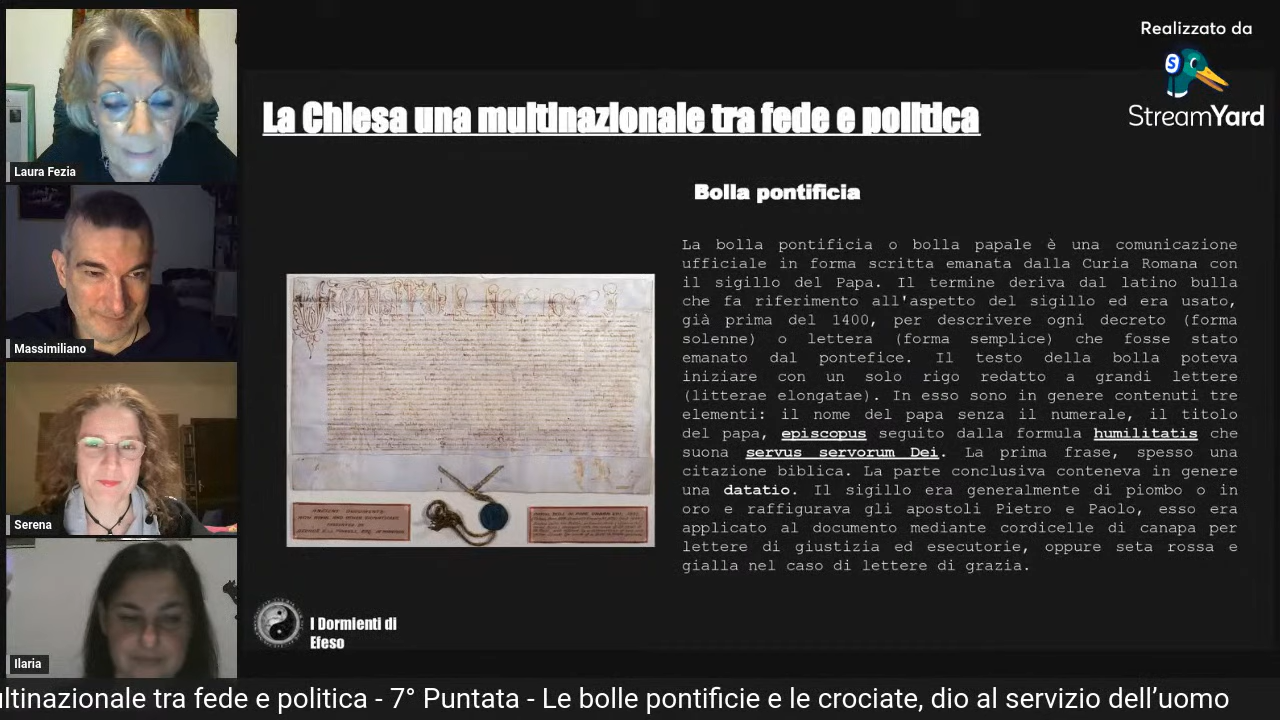 Realizzato da
StreamYard
La Chiesa una multinazionale tra fede e politica
Bolla pontificia
La bolla pontificia o bolla papale è una comunicazione
ufficiale in forma scritta emanata dalla Curia Romana con
il sigillo del Papa. Il termine deriva dal latino bulla
che fa riferimento all'aspetto del sigillo ed era usato,
già prima del 1400, per descrivere ogni decreto (forma
solenne) o lettera (forma semplice) che fosse stato
emanato dal pontefice. Il testo della bolla poteva
iniziare con un solo rigo redatto a grandi lettere
(litterae elongatae). In esso sono in genere contenuti tre
elementi: il nome del papa senza il numerale, il titolo
del papa, episcopus seguito dalla formula humilitatis che
suona servus servorum Dei. La prima frase, spesso una
citazione biblica. La parte conclusiva conteneva in genere
una datatio. Il sigillo era generalmente di piombo o in
oro e raffigurava gli apostoli Pietro e Paolo, esso era
applicato al documento mediante cordicelle di canapa per
lettere di giustizia ed esecutorie, oppure seta rossa e
gialla nel caso di lettere di grazia.
I Dormienti di
Efeso
Laura Fezia
Massimiliano
Serena
Ilaria
ultinazionale tra fede e politica - 7° Puntata - Le bolle pontificie e le crociate, dio al servizio dell’uomo